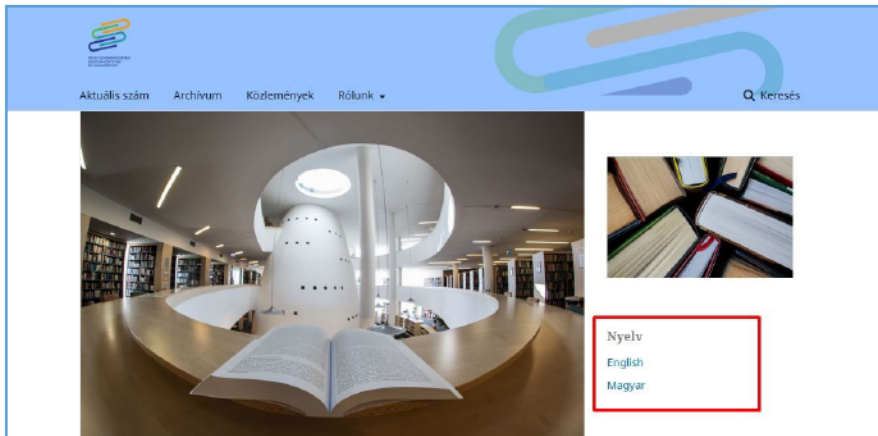 Aktuális szám Archívum Közlemények Rólunk
Keresés
Nyelv
English
Magyar